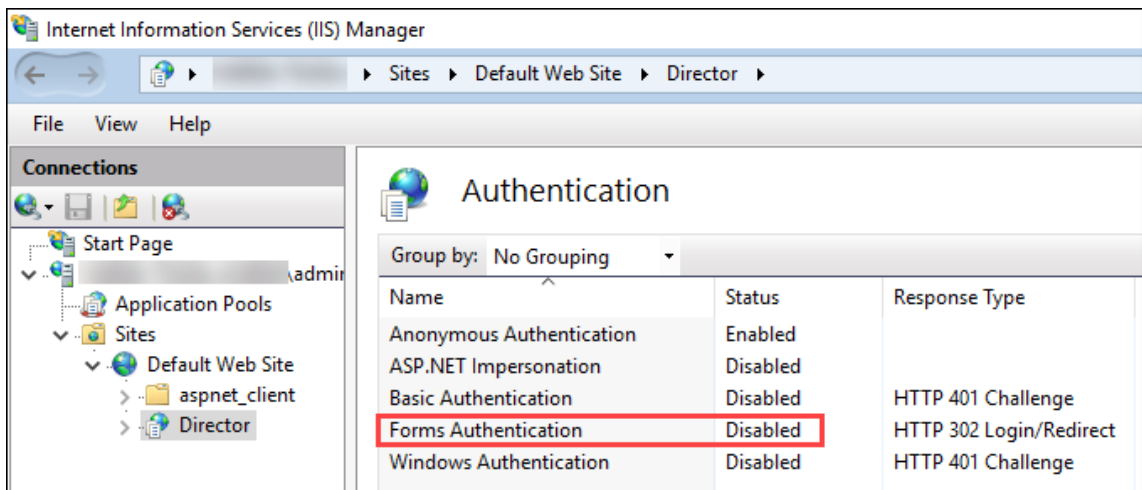 Internet Information Services (IIS) Manager
Sites Default Web Site Director
File View Help
Connections
Start Page
\admin
Application Pools
Sites
Default Web Site
aspnet_client
Director
Authentication
Group by: No Grouping
Name Status Response Type
Anonymous Authentication Enabled
ASP.NET Impersonation Disabled
Basic Authentication Disabled HTTP 401 Challenge
Forms Authentication Disabled HTTP 302 Login/Redirect
Windows Authentication Disabled HTTP 401 Challenge